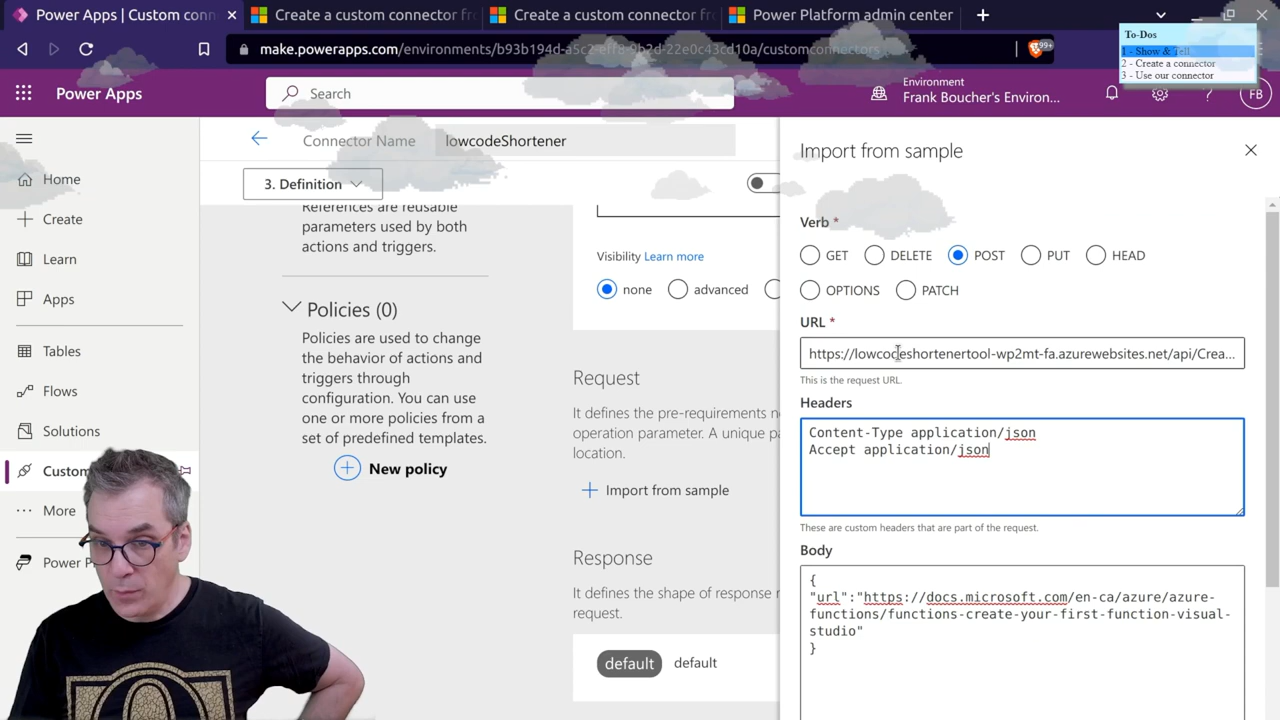 Power Apps | Custom conn
Create a custom connector fr
Create a custom connector fr
Power Platform admin center
make.powerapps.com/environments/b93b194d-a5c2-eff8-9b2d-22e0c43cd10a/customconnectors
99+
To-Dos
1 - Show & Tell
2 - Create a connector
3 - Use our connector
Power Apps
Search
Environment
Frank Boucher's Environ...
FB
Home
Create
Learn
Apps
Tables
Flows
Solutions
Custom
More
Power P
Connector Name
lowcodeShortener
3. Definition
References are reusable
parameters used by both
actions and triggers.
Policies (0)
Policies are used to change
the behavior of actions and
triggers through
configuration. You can use
one or more policies from a
set of predefined templates.
New policy
Visibility Learn more
none
advanced
Request
It defines the pre-requirements n
operation parameter. A unique pa
location.
Import from sample
Response
It defines the shape of response r
request.
default
default
Import from sample
Verb *
GET
DELETE
POST
PUT
HEAD
OPTIONS
PATCH
URL *
https://lowcodeshortenertool-wp2mt-fa.azurewebsites.net/api/Crea...
This is the request URL.
Headers
Content-Type application/json
Accept application/json
These are custom headers that are part of the request.
Body
{
"url":"https://docs.microsoft.com/en-ca/azure/azure-
functions/functions-create-your-first-function-visual-
studio"
}